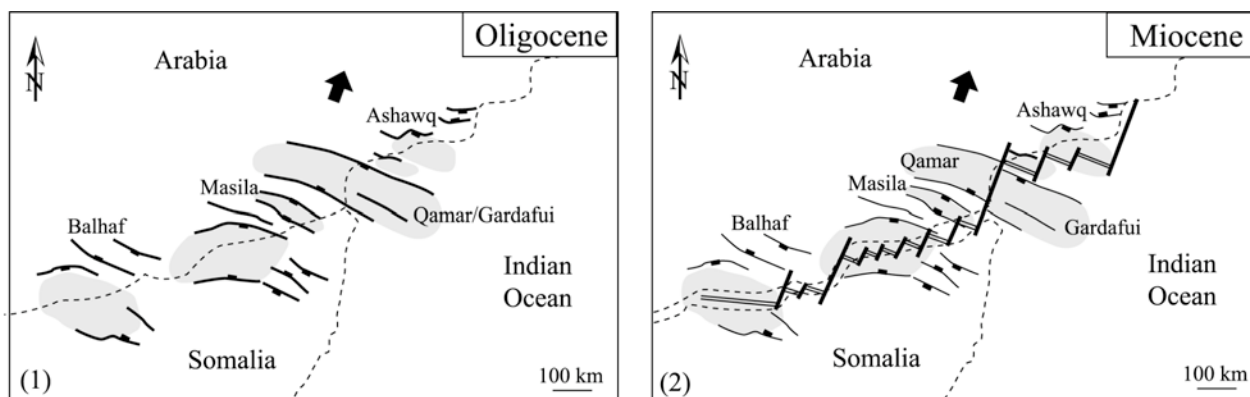 Oligocene
N
Arabia
Ashawq
Masila
Qamar/Gardafui
Balhaf
Indian
Ocean
Somalia
(1)
100 km
Miocene
N
Arabia
Ashawq
Qamar
Masila
Gardafui
Balhaf
Indian
Ocean
Somalia
(2)
100 km